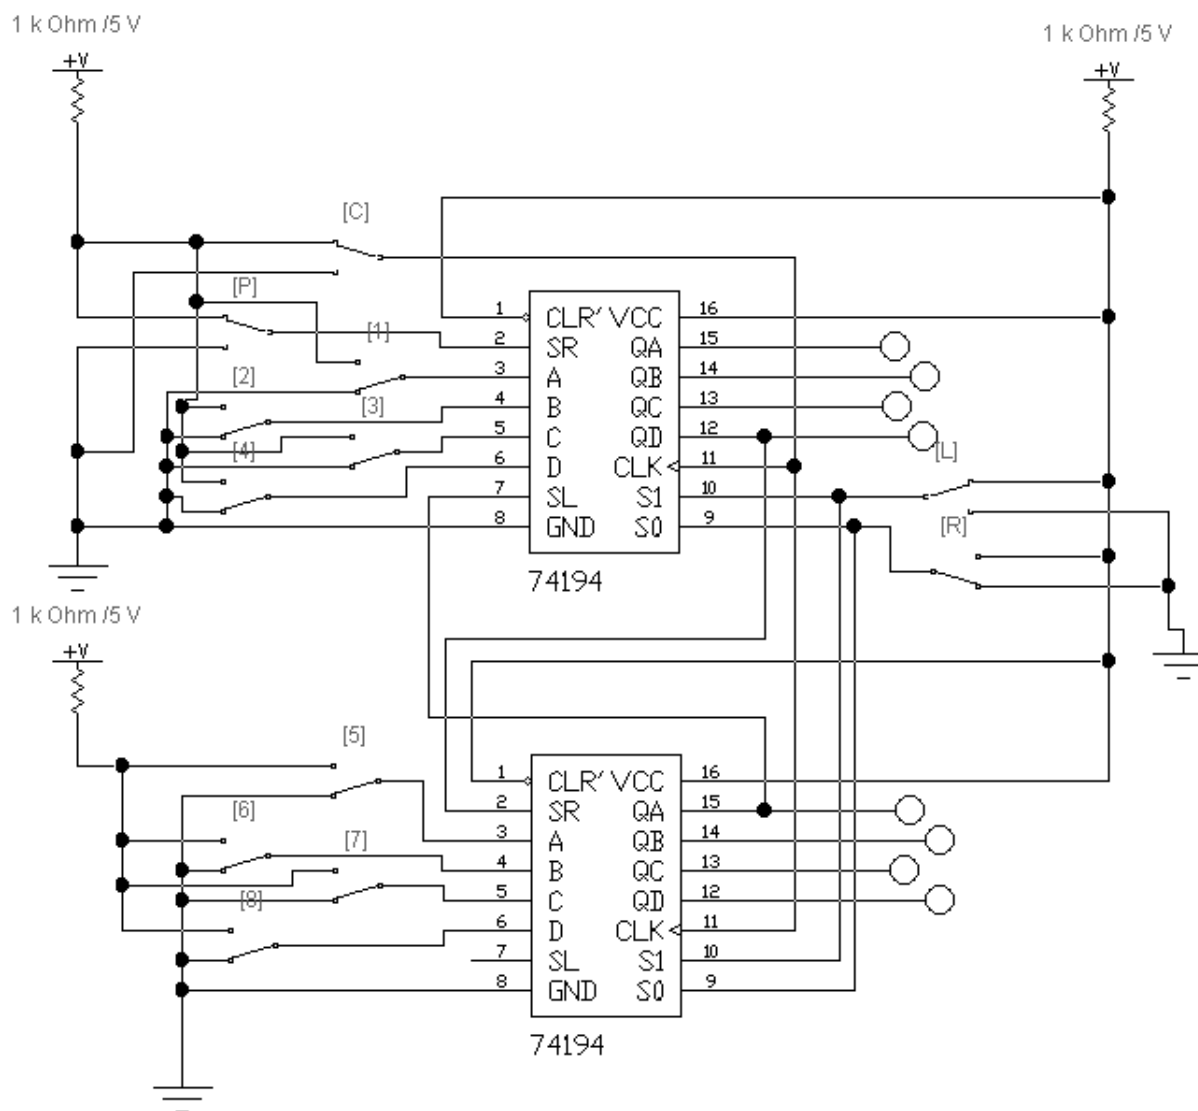 1 k Ohm /5 V
1 k Ohm /5 V
+V
+V
[C]
[P]
[1]
[2]
[3]
[4]
1 CLR' VCC 16
2 SR QA 15
3 A QB 14
4 B QC 13
5 C QD 12
6 D CLK 11
7 SL S1 10
8 GND S0 9
[L]
[R]
74194
1 k Ohm /5 V
+V
[5]
[6]
[7]
[8]
1 CLR' VCC 16
2 SR QA 15
3 A QB 14
4 B QC 13
5 C QD 12
6 D CLK 11
7 SL S1 10
8 GND S0 9
74194